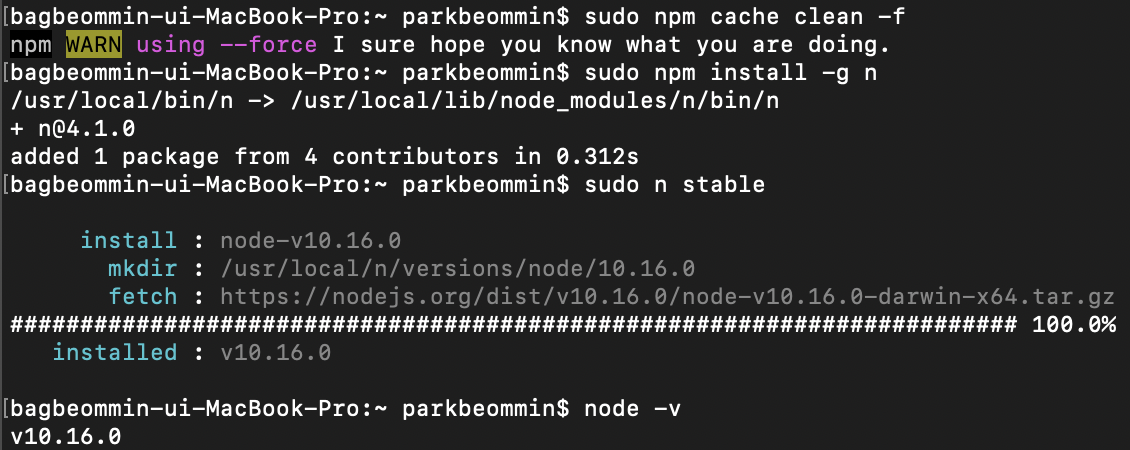 [bagbeommin-ui-MacBook-Pro:~ parkbeommin$ sudo npm cache clean -f
npm WARN using --force I sure hope you know what you are doing.
[bagbeommin-ui-MacBook-Pro:~ parkbeommin$ sudo npm install -g n
/usr/local/bin/n -> /usr/local/lib/node_modules/n/bin/n
+ n@4.1.0
added 1 package from 4 contributors in 0.312s
[bagbeommin-ui-MacBook-Pro:~ parkbeommin$ sudo n stable
install : node-v10.16.0
mkdir : /usr/local/n/versions/node/10.16.0
fetch : https://nodejs.org/dist/v10.16.0/node-v10.16.0-darwin-x64.tar.gz
######################################################################## 100.0%
installed : v10.16.0
[bagbeommin-ui-MacBook-Pro:~ parkbeommin$ node -v
v10.16.0